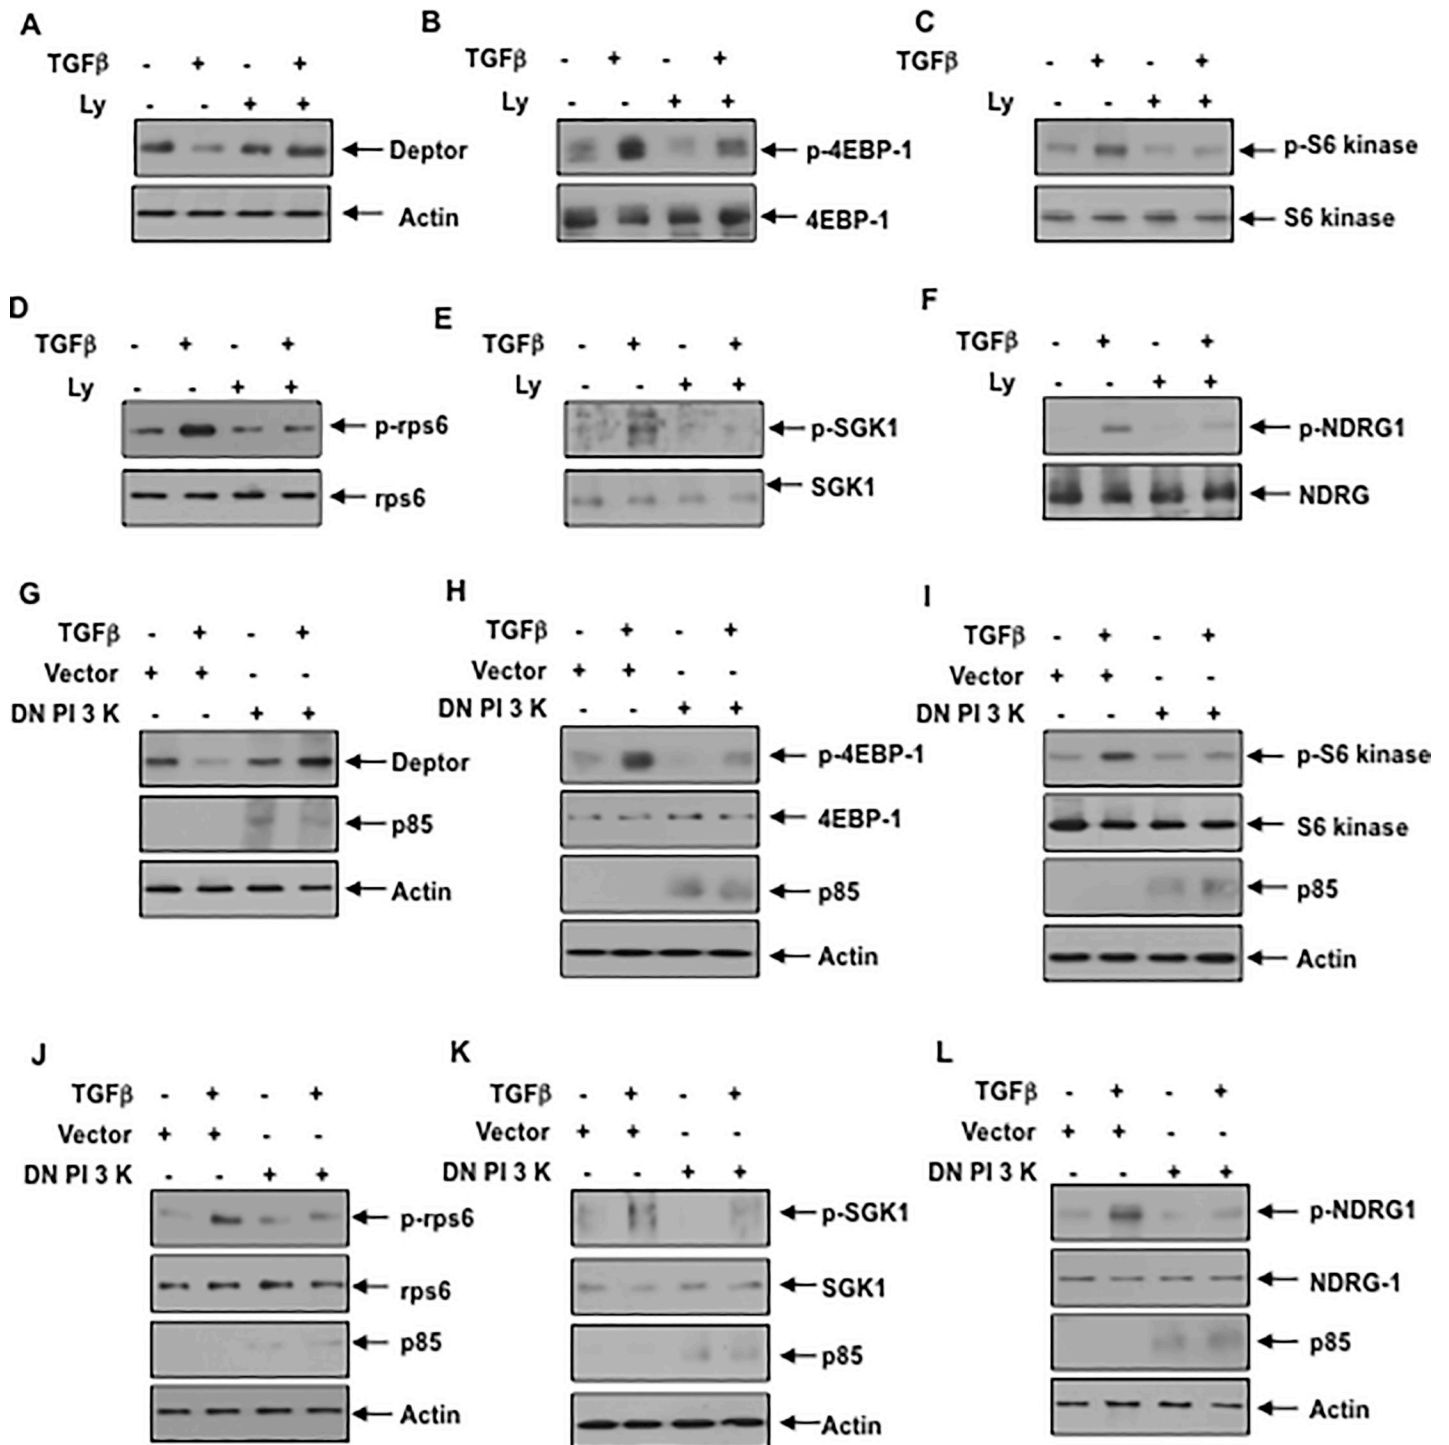 A
TGFβ - + - +
Ly - - + +
Deptor
Actin
B
TGFβ - + - +
Ly - - + +
p-4EBP-1
4EBP-1
C
TGFβ - + - +
Ly - - + +
p-S6 kinase
S6 kinase
D
TGFβ - + - +
Ly - - + +
p-rps6
rps6
E
TGFβ - + - +
Ly - - + +
p-SGK1
SGK1
F
TGFβ - + - +
Ly - - + +
p-NDRG1
NDRG
G
TGFβ - + - +
Vector + + - -
DN PI 3 K - - + +
Deptor
p85
Actin
H
TGFβ - + - +
Vector + + - -
DN PI 3 K - - + +
p-4EBP-1
4EBP-1
p85
Actin
I
TGFβ - + - +
Vector + + - -
DN PI 3 K - - + +
p-S6 kinase
S6 kinase
p85
Actin
J
TGFβ - + - +
Vector + + - -
DN PI 3 K - - + +
p-rps6
rps6
p85
Actin
K
TGFβ - + - +
Vector + + - -
DN PI 3 K - - + +
p-SGK1
SGK1
p85
Actin
L
TGFβ - + - +
Vector + + - -
DN PI 3 K - - + +
p-NDRG1
NDRG-1
p85
Actin